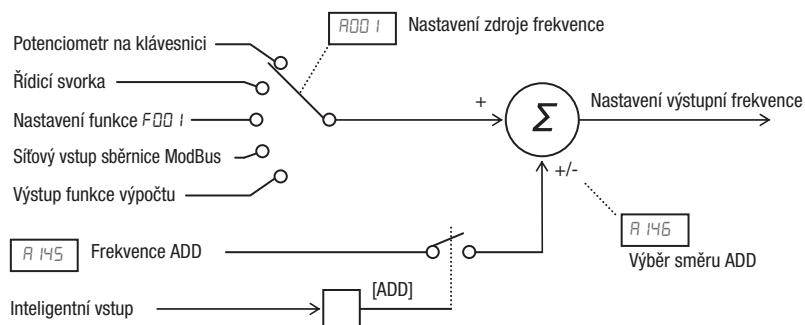 A001 Nastavení zdroje frekvence
Potenciometr na klávesnici
Řídicí svorka
Nastavení funkce F001
Síťový vstup sběrnice ModBus
Výstup funkce výpočtu
+
Σ
Nastavení výstupní frekvence
+/-
A145 Frekvence ADD
A146
Výběr směru ADD
Inteligentní vstup
[ADD]